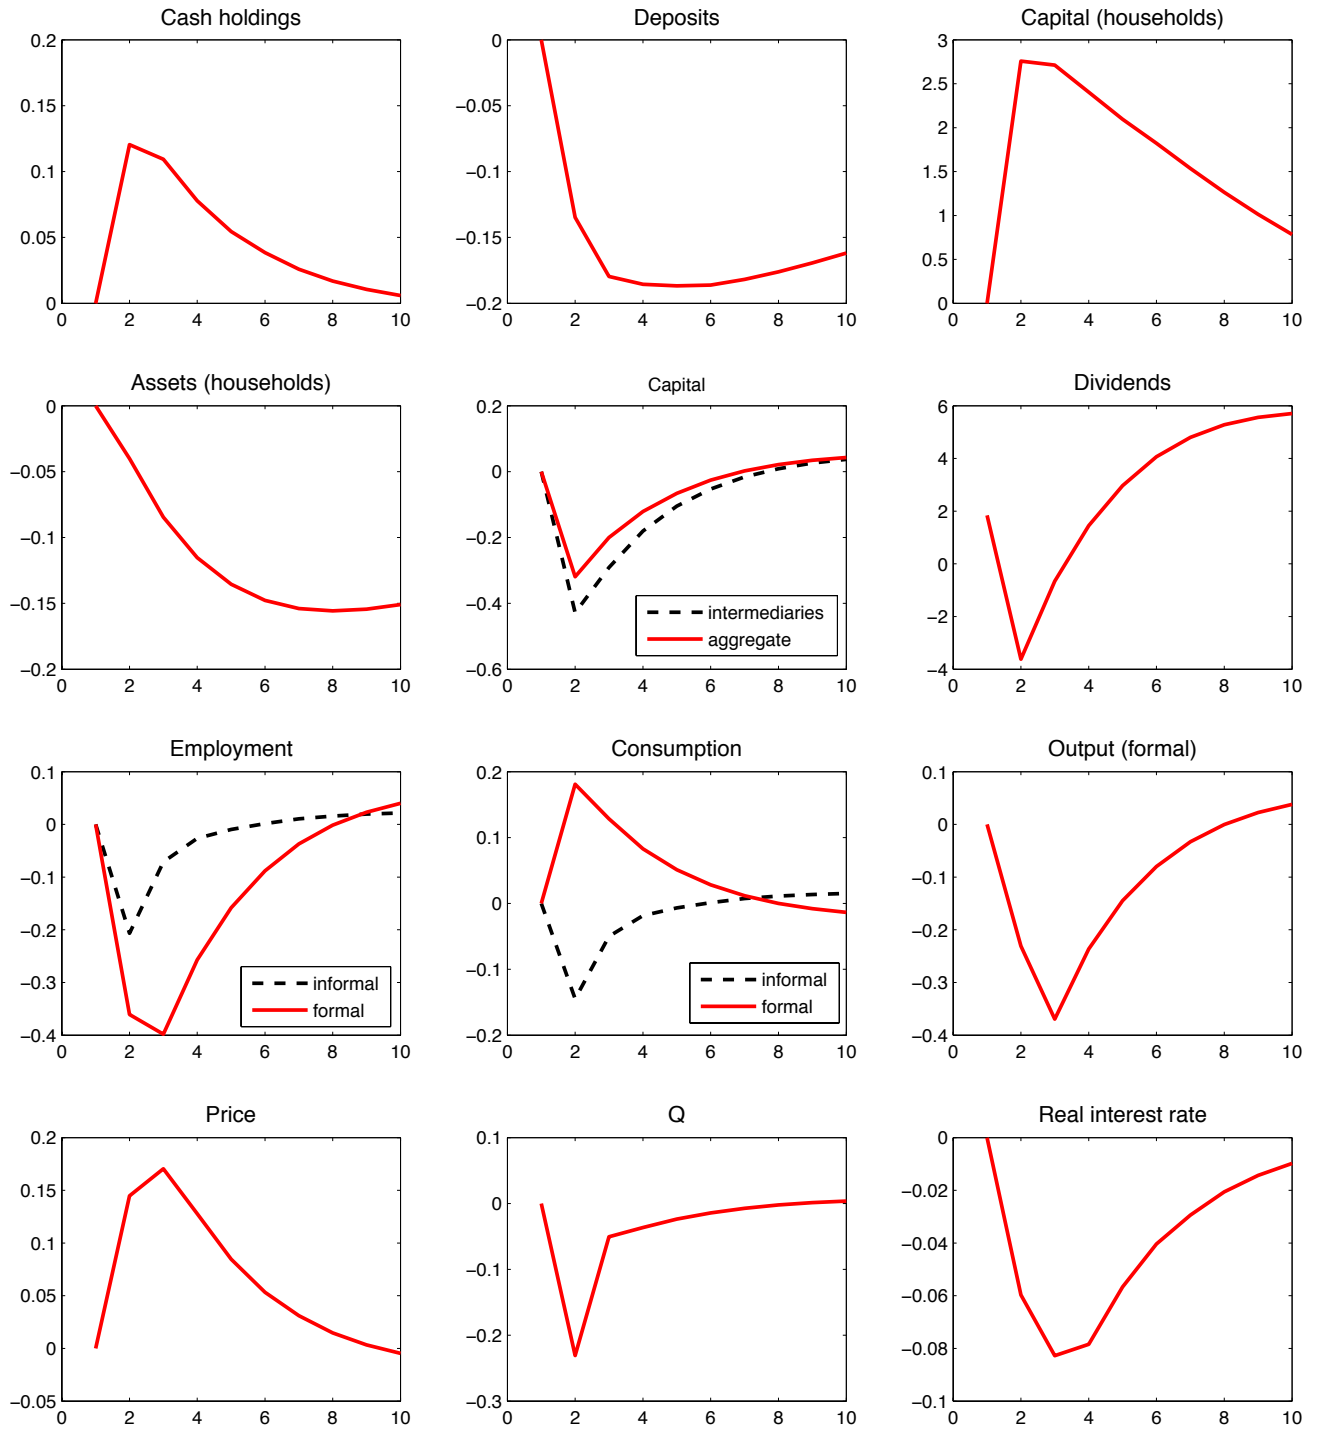 Cash holdings
0.2
0.15
0.1
0.05
0
0 2 4 6 8 10
Deposits
0
−0.05
−0.1
−0.15
−0.2
0 2 4 6 8 10
Capital (households)
3
2.5
2
1.5
1
0.5
0
0 2 4 6 8 10
Assets (households)
0
−0.05
−0.1
−0.15
−0.2
0 2 4 6 8 10
Capital
0.2
0
−0.2
−0.4
−0.6
intermediaries
aggregate
0 2 4 6 8 10
Dividends
6
4
2
0
−2
−4
0 2 4 6 8 10
Employment
0.1
0
−0.1
−0.2
−0.3
−0.4
informal
formal
0 2 4 6 8 10
Consumption
0.2
0.1
0
−0.1
−0.2
informal
formal
0 2 4 6 8 10
Output (formal)
0.1
0
−0.1
−0.2
−0.3
−0.4
0 2 4 6 8 10
Price
0.2
0.15
0.1
0.05
0
−0.05
0 2 4 6 8 10
Q
0.1
0
−0.1
−0.2
−0.3
0 2 4 6 8 10
Real interest rate
0
−0.02
−0.04
−0.06
−0.08
−0.1
0 2 4 6 8 10